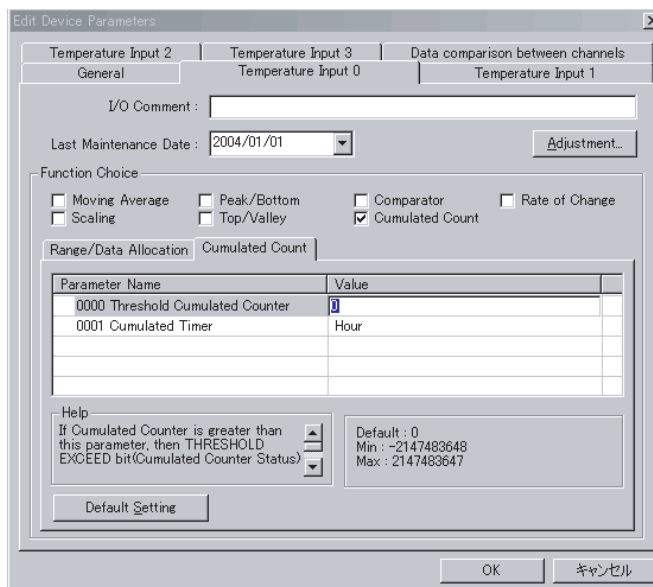 Edit Device Parameters
Temperature Input 2 Temperature Input 3 Data comparison between channels
General Temperature Input 0 Temperature Input 1
I/O Comment :
Last Maintenance Date : 2004/01/01 Adjustment...
Function Choice
Moving Average Peak/Bottom Comparator Rate of Change
Scaling Top/Valley Cumulated Count
Range/Data Allocation Cumulated Count
Parameter Name Value
0000 Threshold Cumulated Counter 0
0001 Cumulated Timer Hour
Help
If Cumulated Counter is greater than
this parameter, then THRESHOLD
EXCEED bit(Cumulated Counter Status)
Default : 0
Min : -2147483648
Max : 2147483647
Default Setting
OK キャンセル